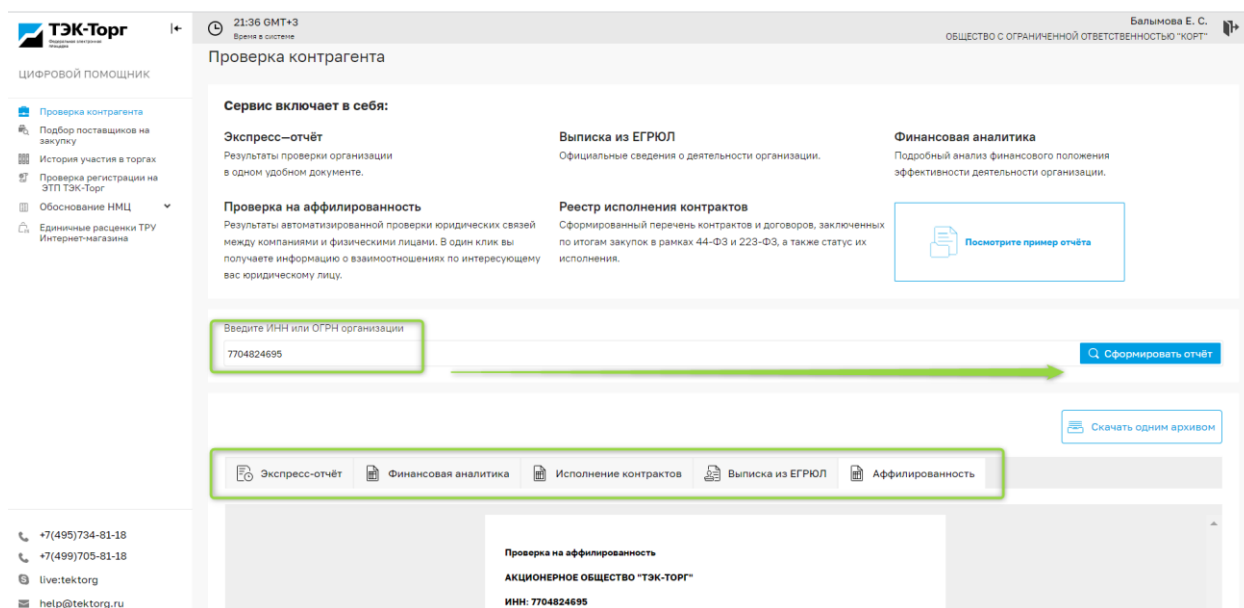 ТЭК-Торг
Федеральная электронная
площадка
ЦИФРОВОЙ ПОМОЩНИК
Проверка контрагента
Подбор поставщиков на
закупку
История участия в торгах
Проверка регистрации на
ЭТП ТЭК-Торг
Обоснование НМЦ
Единичные расценки ТРУ
Интернет-магазина
+7(495)734-81-18
+7(499)705-81-18
live:tektorg
help@tektorg.ru
21:36 GMT+3
Время в системе
Балымова Е. С.
ОБЩЕСТВО С ОГРАНИЧЕННОЙ ОТВЕТСТВЕННОСТЬЮ "КОРТ"
Проверка контрагента
Сервис включает в себя:
Экспресс—отчёт
Результаты проверки организации
в одном удобном документе.
Выписка из ЕГРЮЛ
Официальные сведения о деятельности организации.
Финансовая аналитика
Подробный анализ финансового положения
эффективности деятельности организации.
Проверка на аффилированность
Результаты автоматизированной проверки юридических связей
между компаниями и физическими лицами. В один клик вы
получаете информацию о взаимоотношениях по интересующему
вас юридическому лицу.
Реестр исполнения контрактов
Сформированный перечень контрактов и договоров, заключенных
по итогам закупок в рамках 44-ФЗ и 223-ФЗ, а также статус их
исполнения.
Посмотрите пример отчёта
Введите ИНН или ОГРН организации
7704824695
Сформировать отчёт
Скачать одним архивом
Экспресс-отчёт
Финансовая аналитика
Исполнение контрактов
Выписка из ЕГРЮЛ
Аффилированность
Проверка на аффилированность
АКЦИОНЕРНОЕ ОБЩЕСТВО "ТЭК-ТОРГ"
ИНН: 7704824695